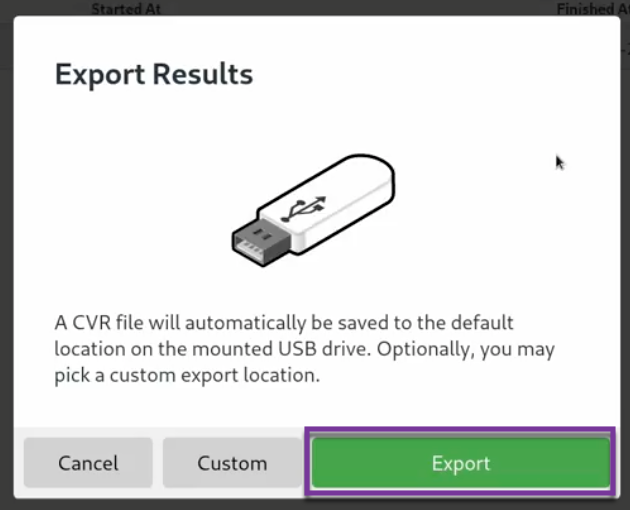 Started At
Finished At
Export Results
A CVR file will automatically be saved to the default
location on the mounted USB drive. Optionally, you may
pick a custom export location.
Cancel
Custom
Export